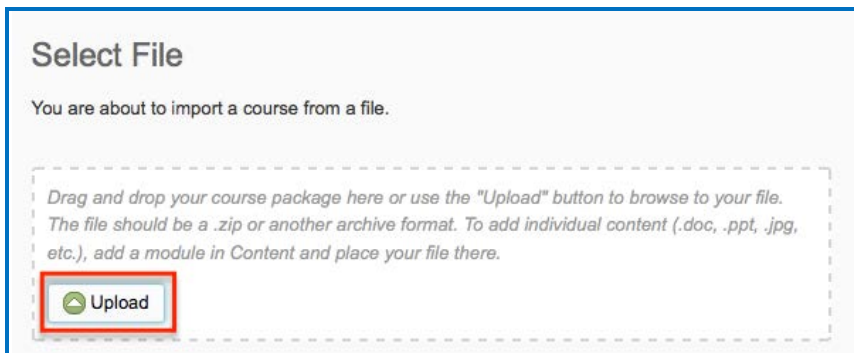 Select File
You are about to import a course from a file.
Drag and drop your course package here or use the "Upload" button to browse to your file.
The file should be a .zip or another archive format. To add individual content (.doc, .ppt, .jpg,
etc.), add a module in Content and place your file there.
Upload